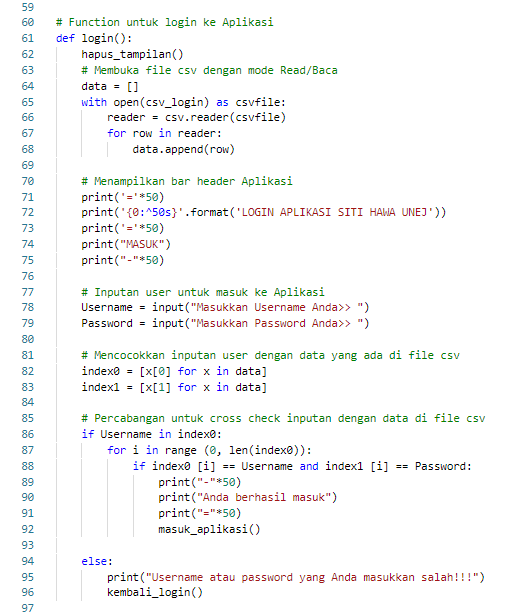 59
60 # Function untuk login ke Aplikasi
61 def login():
62     hapus_tampilan()
63     # Membuka file csv dengan mode Read/Baca
64     data = []
65     with open(csv_login) as csvfile:
66         reader = csv.reader(csvfile)
67         for row in reader:
68             data.append(row)
69
70     # Menampilkan bar header Aplikasi
71     print('='*50)
72     print('{0:^50s}'.format('LOGIN APLIKASI SITI HAWA UNEJ'))
73     print('='*50)
74     print("MASUK")
75     print("-"*50)
76
77     # Inputan user untuk masuk ke Aplikasi
78     Username = input("Masukkan Username Anda>> ")
79     Password = input("Masukkan Password Anda>> ")
80
81     # Mencocokkan inputan user dengan data yang ada di file csv
82     index0 = [x[0] for x in data]
83     index1 = [x[1] for x in data]
84
85     # Percabangan untuk cross check inputan dengan data di file csv
86     if Username in index0:
87         for i in range (0, len(index0)):
88             if index0 [i] == Username and index1 [i] == Password:
89                 print("-"*50)
90                 print("Anda berhasil masuk")
91                 print("="*50)
92                 masuk_aplikasi()
93
94     else:
95         print("Username atau password yang Anda masukkan salah!!!")
96         kembali_login()
97